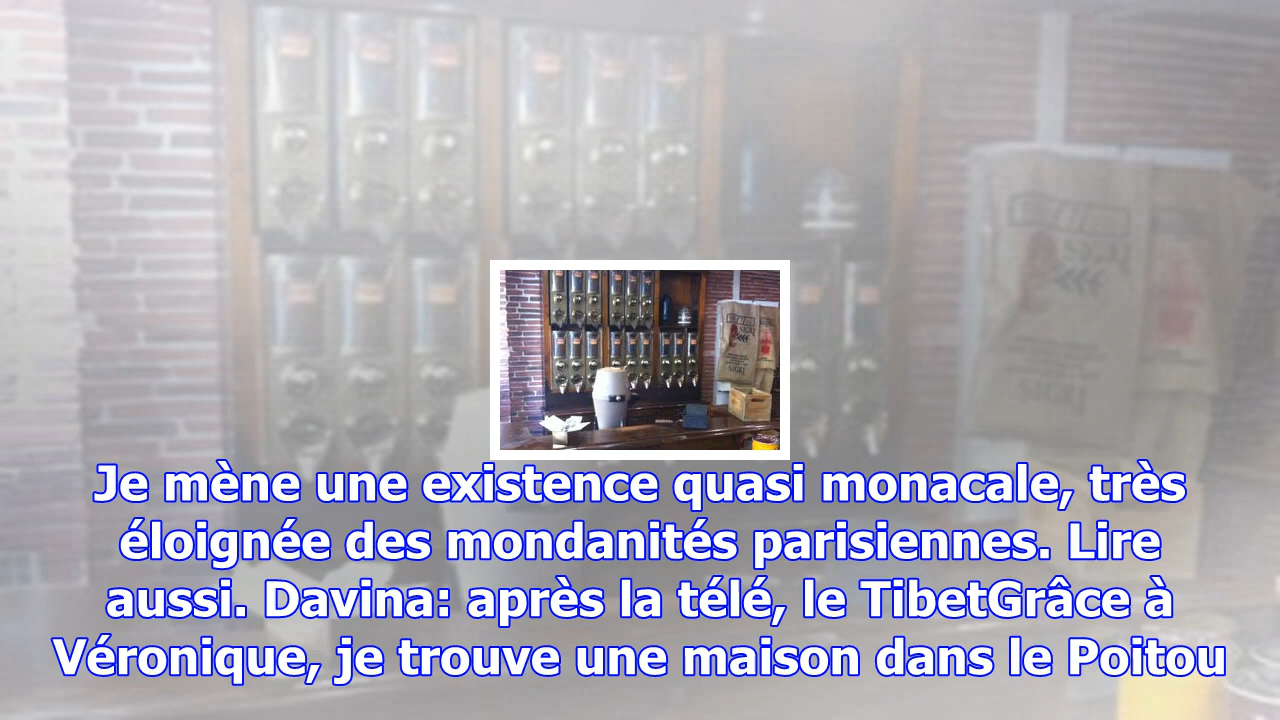 Je mène une existence quasi monacale, très
éloignée des mondanités parisiennes. Lire
aussi. Davina: après la télé, le TibetGrâce à
Véronique, je trouve une maison dans le Poitou